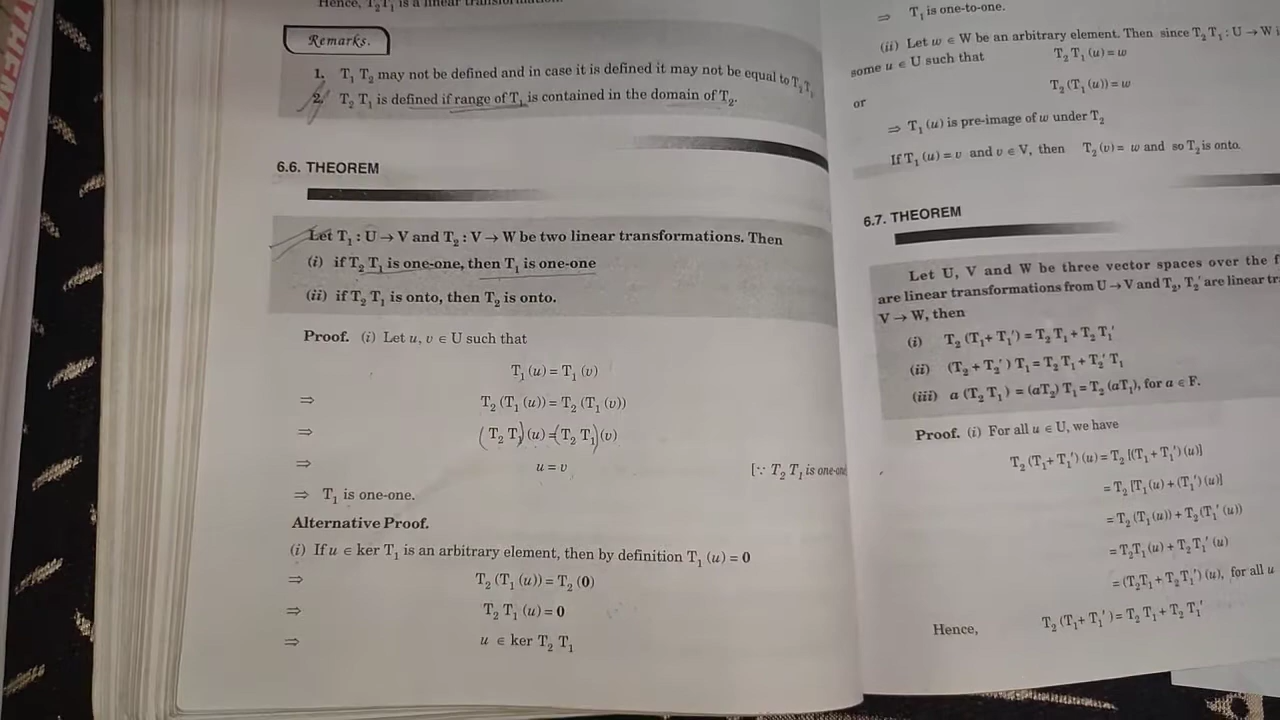 Hence, T₂T₁ is a linear transformation.
Remarks.
1. T₁ T₂ may not be defined and in case it is defined it may not be equal to T₂ T₁
2. T₂ T₁ is defined if range of T₁ is contained in the domain of T₂.
6.6. THEOREM
Let T₁ : U → V and T₂ : V → W be two linear transformations. Then
(i) if T₂ T₁ is one-one, then T₁ is one-one
(ii) if T₂ T₁ is onto, then T₂ is onto.
Proof. (i) Let u, v ∈ U such that
T₁ (u) = T₁ (v)
⇒ T₂ (T₁ (u)) = T₂ (T₁ (v))
⇒ (T₂ T₁)(u) = (T₂ T₁)(v)
⇒ u = v [∵ T₂ T₁ is one-one
⇒ T₁ is one-one.
Alternative Proof.
(i) If u ∈ ker T₁ is an arbitrary element, then by definition T₁ (u) = 0
⇒ T₂ (T₁ (u)) = T₂ (0)
⇒ T₂ T₁ (u) = 0
⇒ u ∈ ker T₂ T₁
⇒ T₁ is one-to-one.
(ii) Let w ∈ W be an arbitrary element. Then since T₂ T₁ : U → W
some u ∈ U such that T₂ T₁ (u) = w
or T₂ (T₁ (u)) = w
⇒ T₁ (u) is pre-image of w under T₂
If T₁ (u) = v and v ∈ V, then T₂ (v) = w and so T₂ is onto.
6.7. THEOREM
Let U, V and W be three vector spaces over the
are linear transformations from U → V and T₂, T₂′ are linear
V → W, then
(i) T₂ (T₁ + T₁′) = T₂ T₁ + T₂ T₁′
(ii) (T₂ + T₂′) T₁ = T₂ T₁ + T₂′ T₁
(iii) a (T₂ T₁) = (aT₂) T₁ = T₂ (aT₁), for a ∈ F.
Proof. (i) For all u ∈ U, we have
T₂ (T₁ + T₁′) (u) = T₂ [(T₁ + T₁′) (u)]
= T₂ [T₁ (u) + (T₁′) (u)]
= T₂ (T₁ (u)) + T₂ (T₁′ (u))
= T₂T₁ (u) + T₂ T₁′ (u)
= (T₂T₁ + T₂T₁′) (u), for all u
Hence, T₂ (T₁ + T₁′) = T₂ T₁ + T₂ T₁′